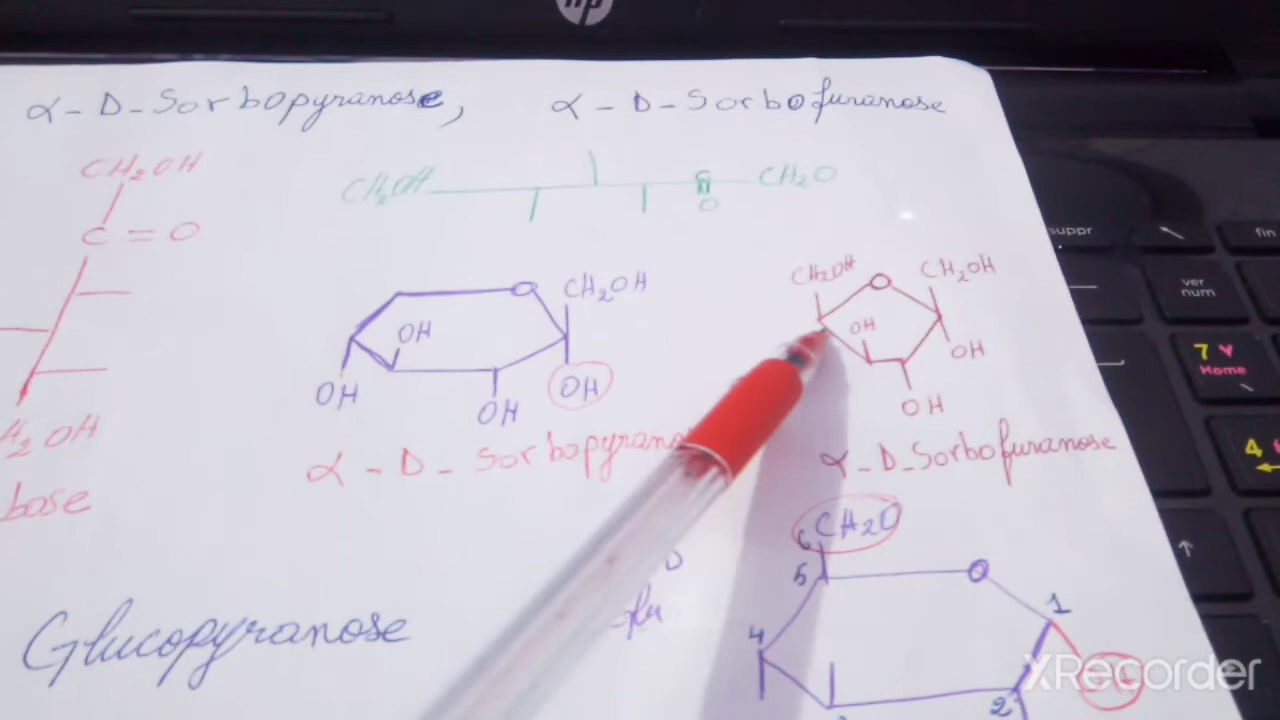 hp
α-D-Sorbopyranose, α-D-Sorbofuranose
CH₂OH
C = O
H₂OH
bose
CH₂OH C O CH₂O
O CH₂OH
OH
OH OH OH
α-D-Sorbopyrano
CH₂OH O CH₂OH
OH OH
OH
α-D-Sorbofuranose
Glucopyranose
6 CH₂O
5 O
4 1
2
suppr
fin
ver
num
7
Home
4
XRecorder